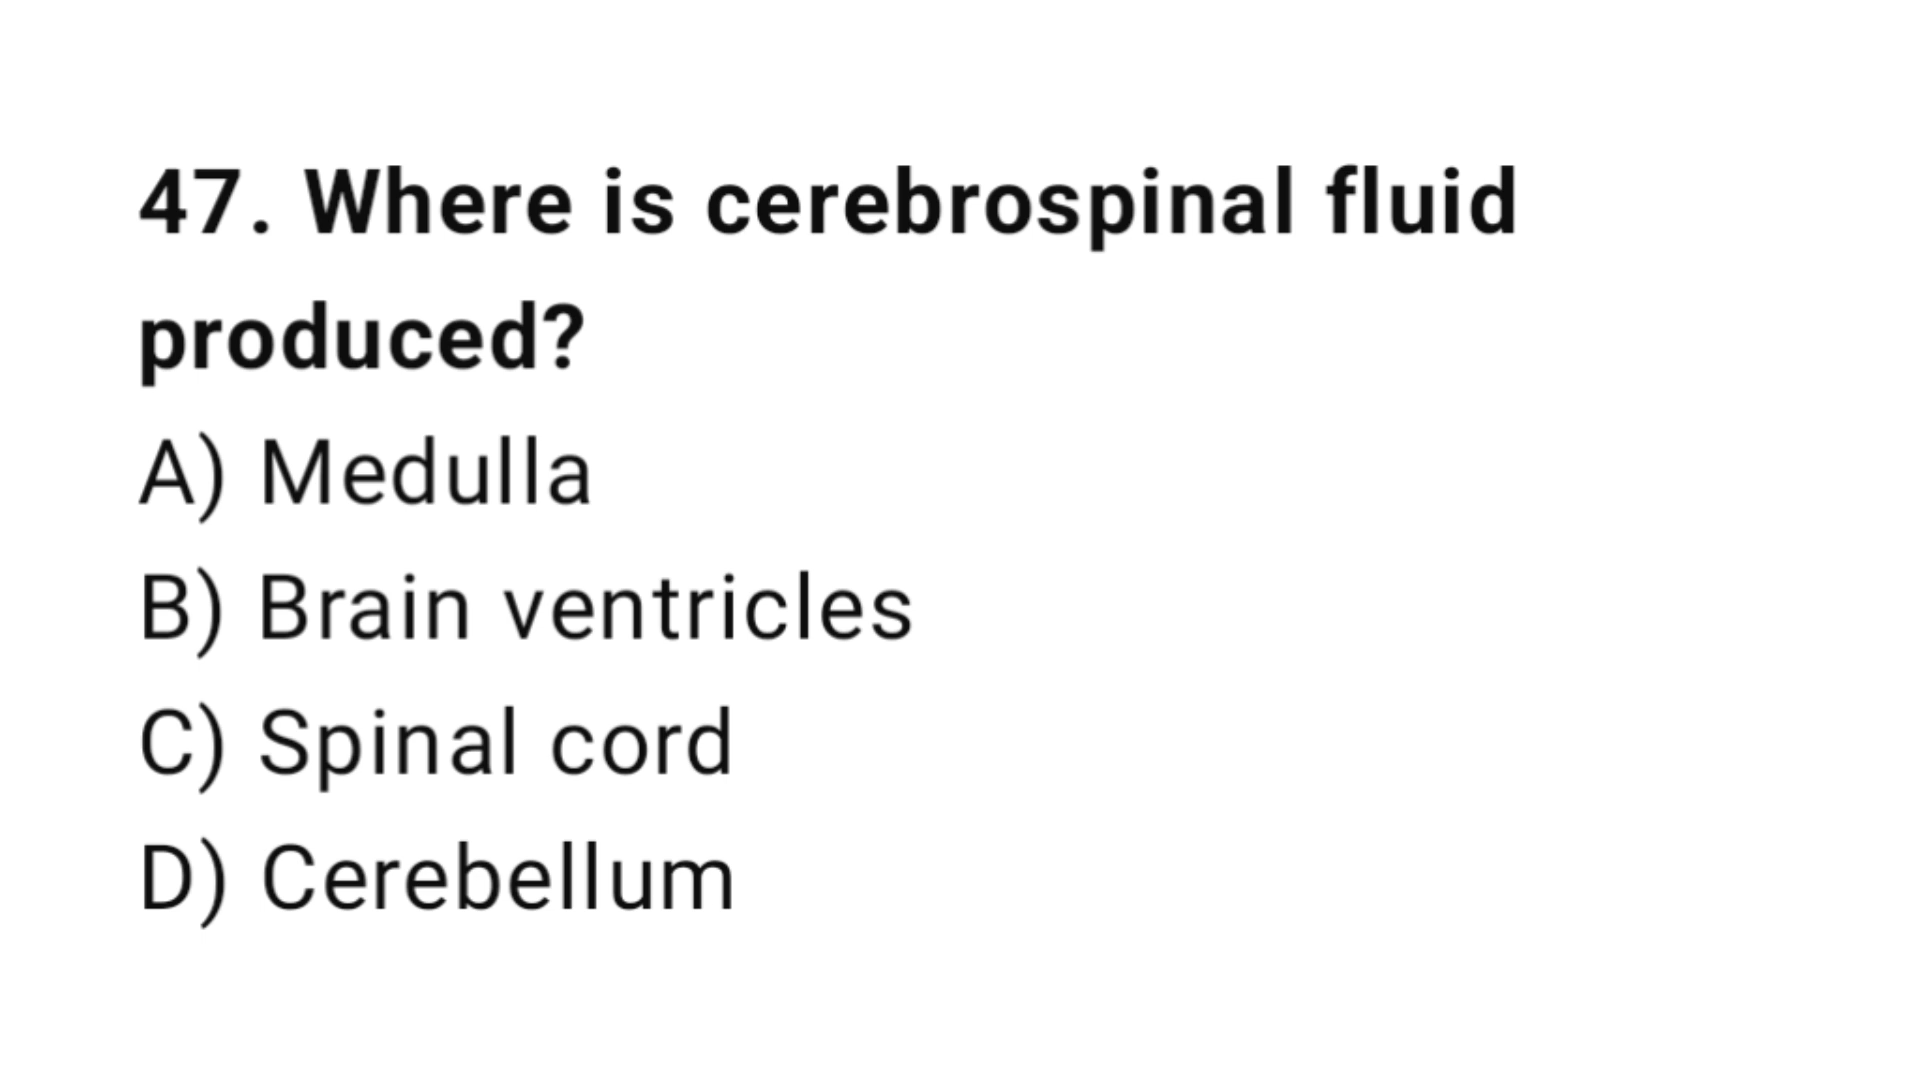 47. Where is cerebrospinal fluid
produced?
A) Medulla
B) Brain ventricles
C) Spinal cord
D) Cerebellum